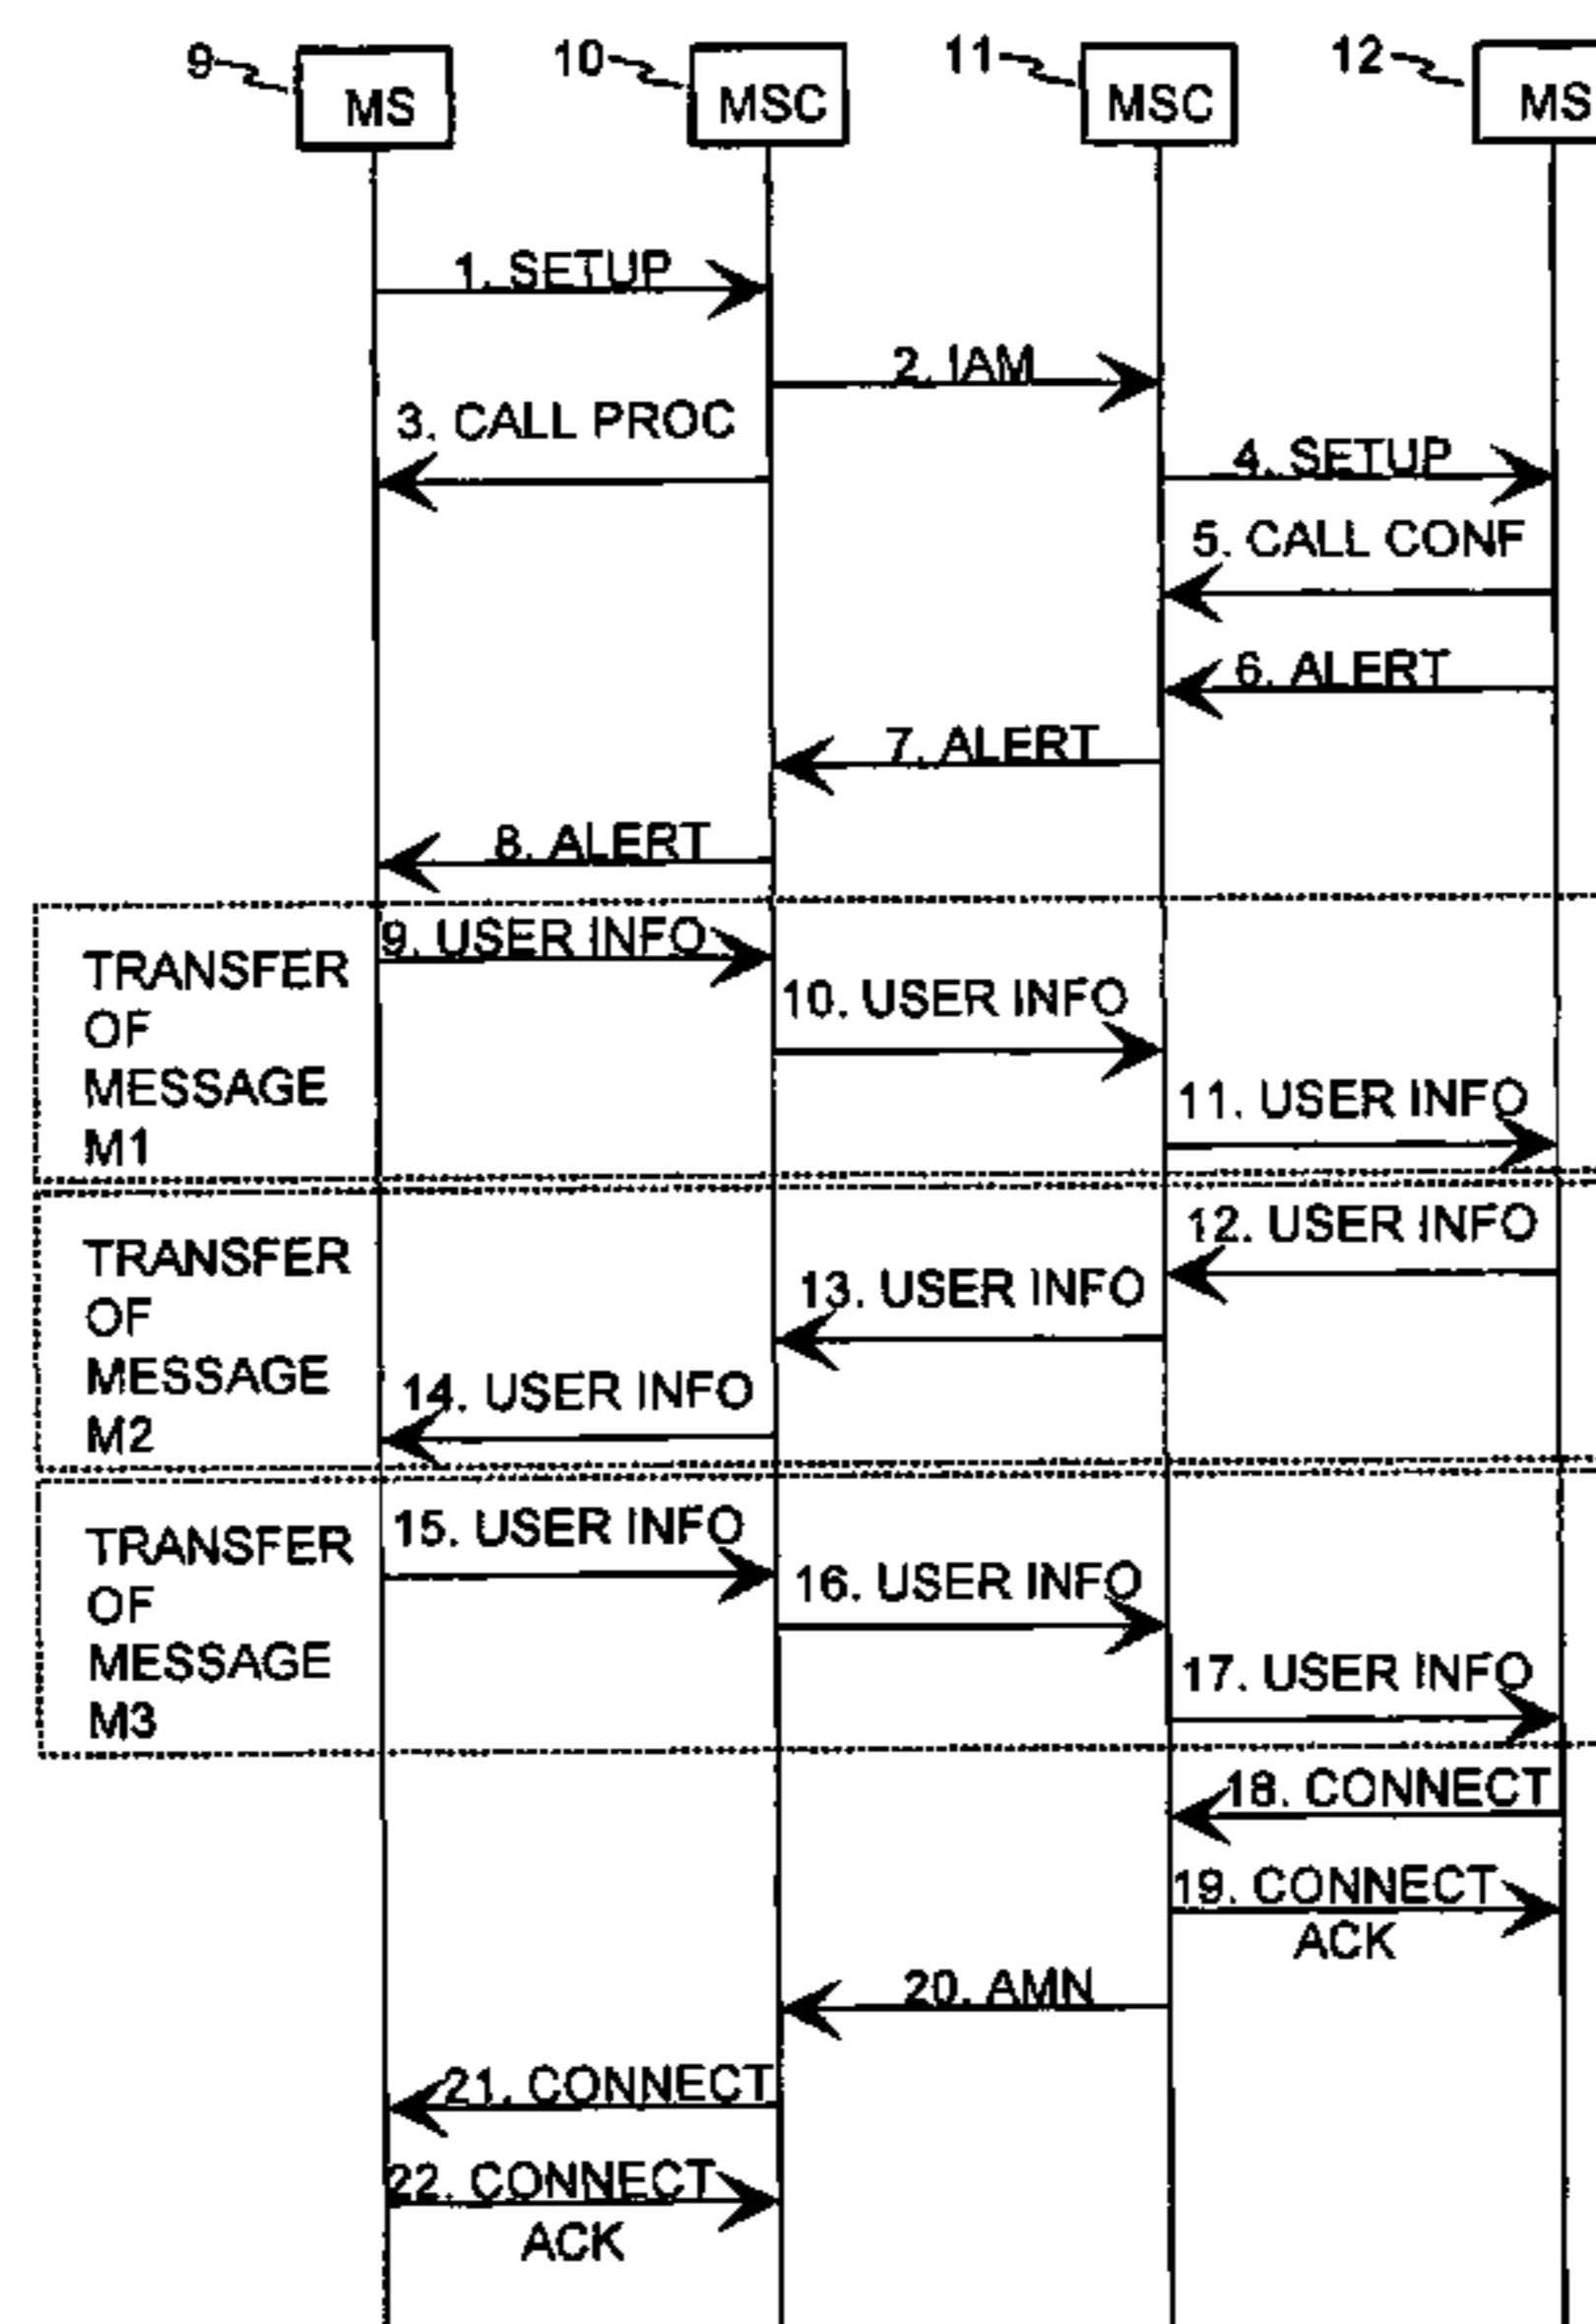 9 10 11 12
MS MSC MSC MS
1. SETUP
2. IAM
3. CALL PROC
4. SETUP
5. CALL CONF
6. ALERT
7. ALERT
8. ALERT
TRANSFER
OF
MESSAGE
M1
9. USER INFO
10. USER INFO
11. USER INFO
TRANSFER
OF
MESSAGE
M2
12. USER INFO
13. USER INFO
14. USER INFO
TRANSFER
OF
MESSAGE
M3
15. USER INFO
16. USER INFO
17. USER INFO
18. CONNECT
19. CONNECT
ACK
20. AMN
21. CONNECT
22. CONNECT
ACK